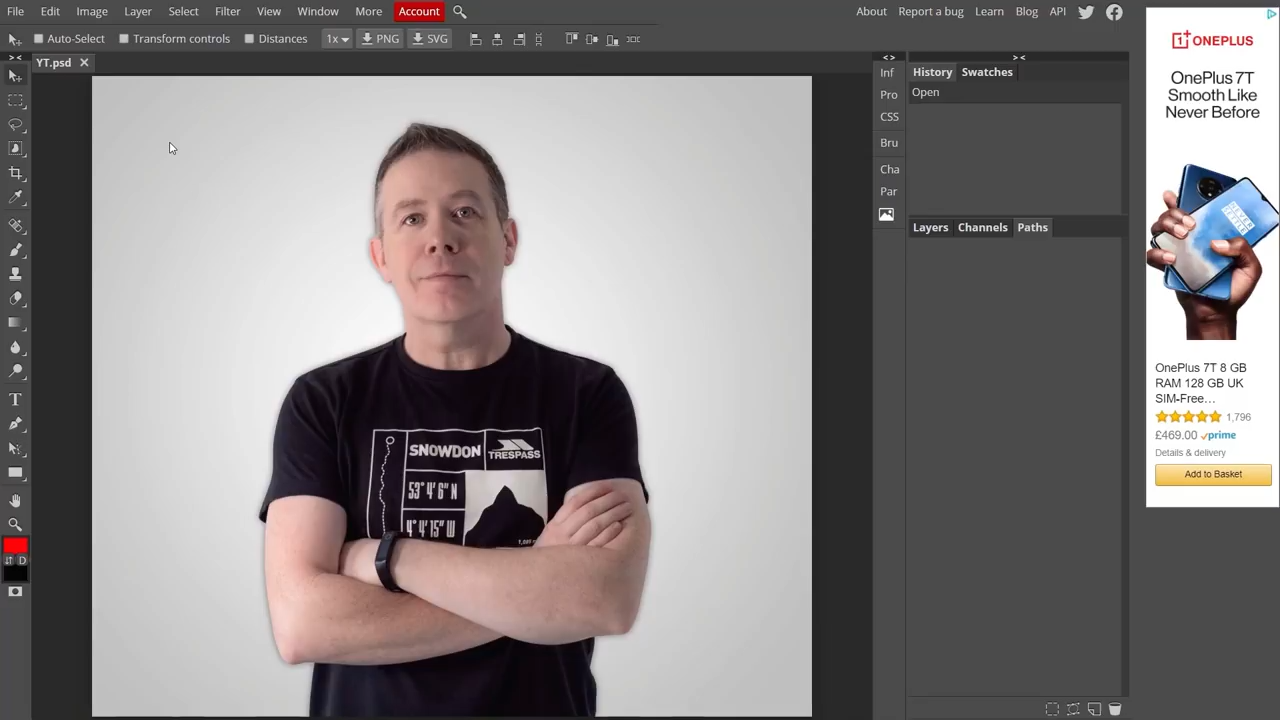 File Edit Image Layer Select Filter View Window More Account About Report a bug Learn Blog API
Auto-Select Transform controls Distances 1x PNG SVG
YT.psd
Inf
Pro
CSS
Bru
Cha
Par
History Swatches
Open
Layers Channels Paths
D
SNOWDON
TRESPASS
53° 4' 6" N
4° 4' 15" W
ONEPLUS
OnePlus 7T
Smooth Like
Never Before
NEVER
SETTLE
OnePlus 7T 8 GB
RAM 128 GB UK
SIM-Free…
1,796
£469.00 prime
Details & delivery
Add to Basket